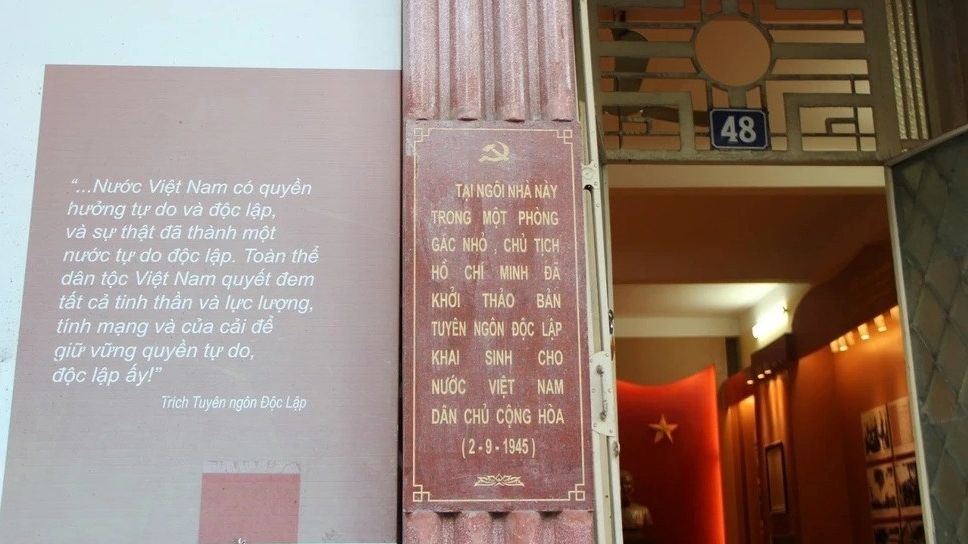 “...Nước Việt Nam có quyền
hưởng tự do và độc lập,
và sự thật đã thành một
nước tự do độc lập. Toàn thể
dân tộc Việt Nam quyết đem
tất cả tinh thần và lực lượng,
tính mạng và của cải để
giữ vững quyền tự do,
độc lập ấy!”
Trích Tuyên ngôn Độc Lập
TẠI NGÔI NHÀ NÀY
TRONG MỘT PHÒNG
GÁC NHỎ , CHỦ TỊCH
HỒ CHÍ MINH ĐÃ
KHỞI THẢO BẢN
TUYÊN NGÔN ĐỘC LẬP
KHAI SINH CHO
NƯỚC VIỆT NAM
DÂN CHỦ CỘNG HÒA
( 2 - 9 - 1945 )
48